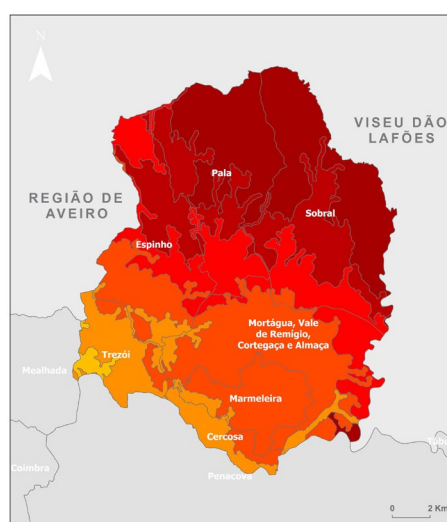 N
VISEU DÃO
LAFÕES
Pala
REGIÃO DE
AVEIRO
Sobral
Espinho
Mortágua, Vale
de Remígio,
Cortegaça e Almaça
Trezói
Mealhada
Marmeleira
Cercosa
Coimbra
Penacova
0 2 Km